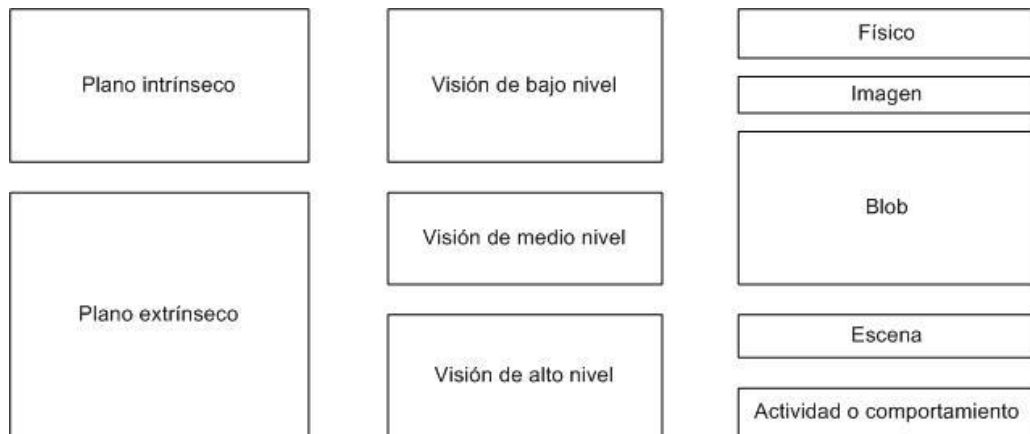 Plano intrínseco
Plano extrínseco
Visión de bajo nivel
Visión de medio nivel
Visión de alto nivel
Físico
Imagen
Blob
Escena
Actividad o comportamiento